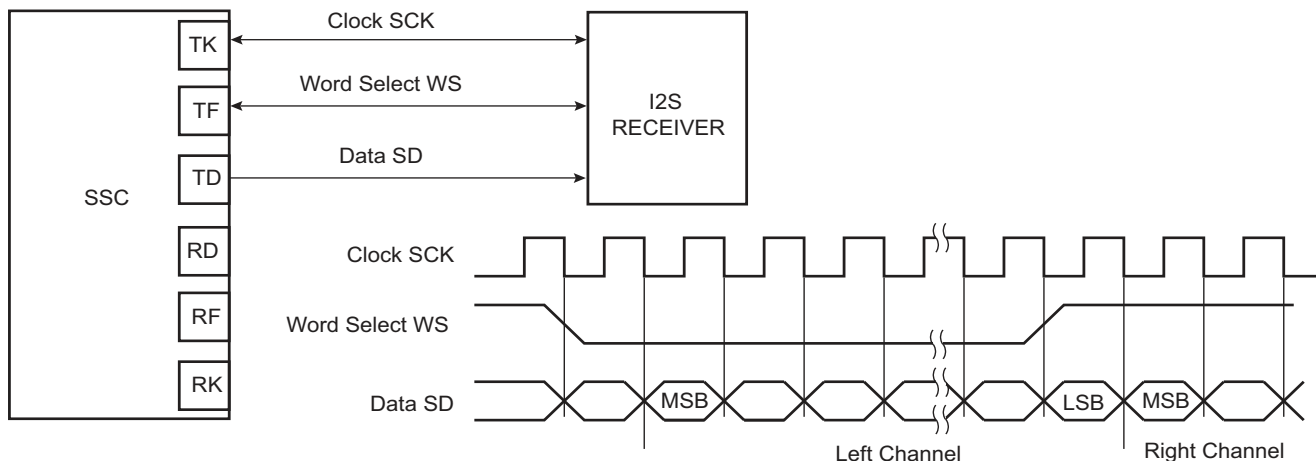 Clock SCK
TK
Word Select WS
TF
I2S
RECEIVER
Data SD
TD
SSC
RD
Clock SCK
RF
Word Select WS
RK
Data SD
MSB
LSB
MSB
Left Channel
Right Channel